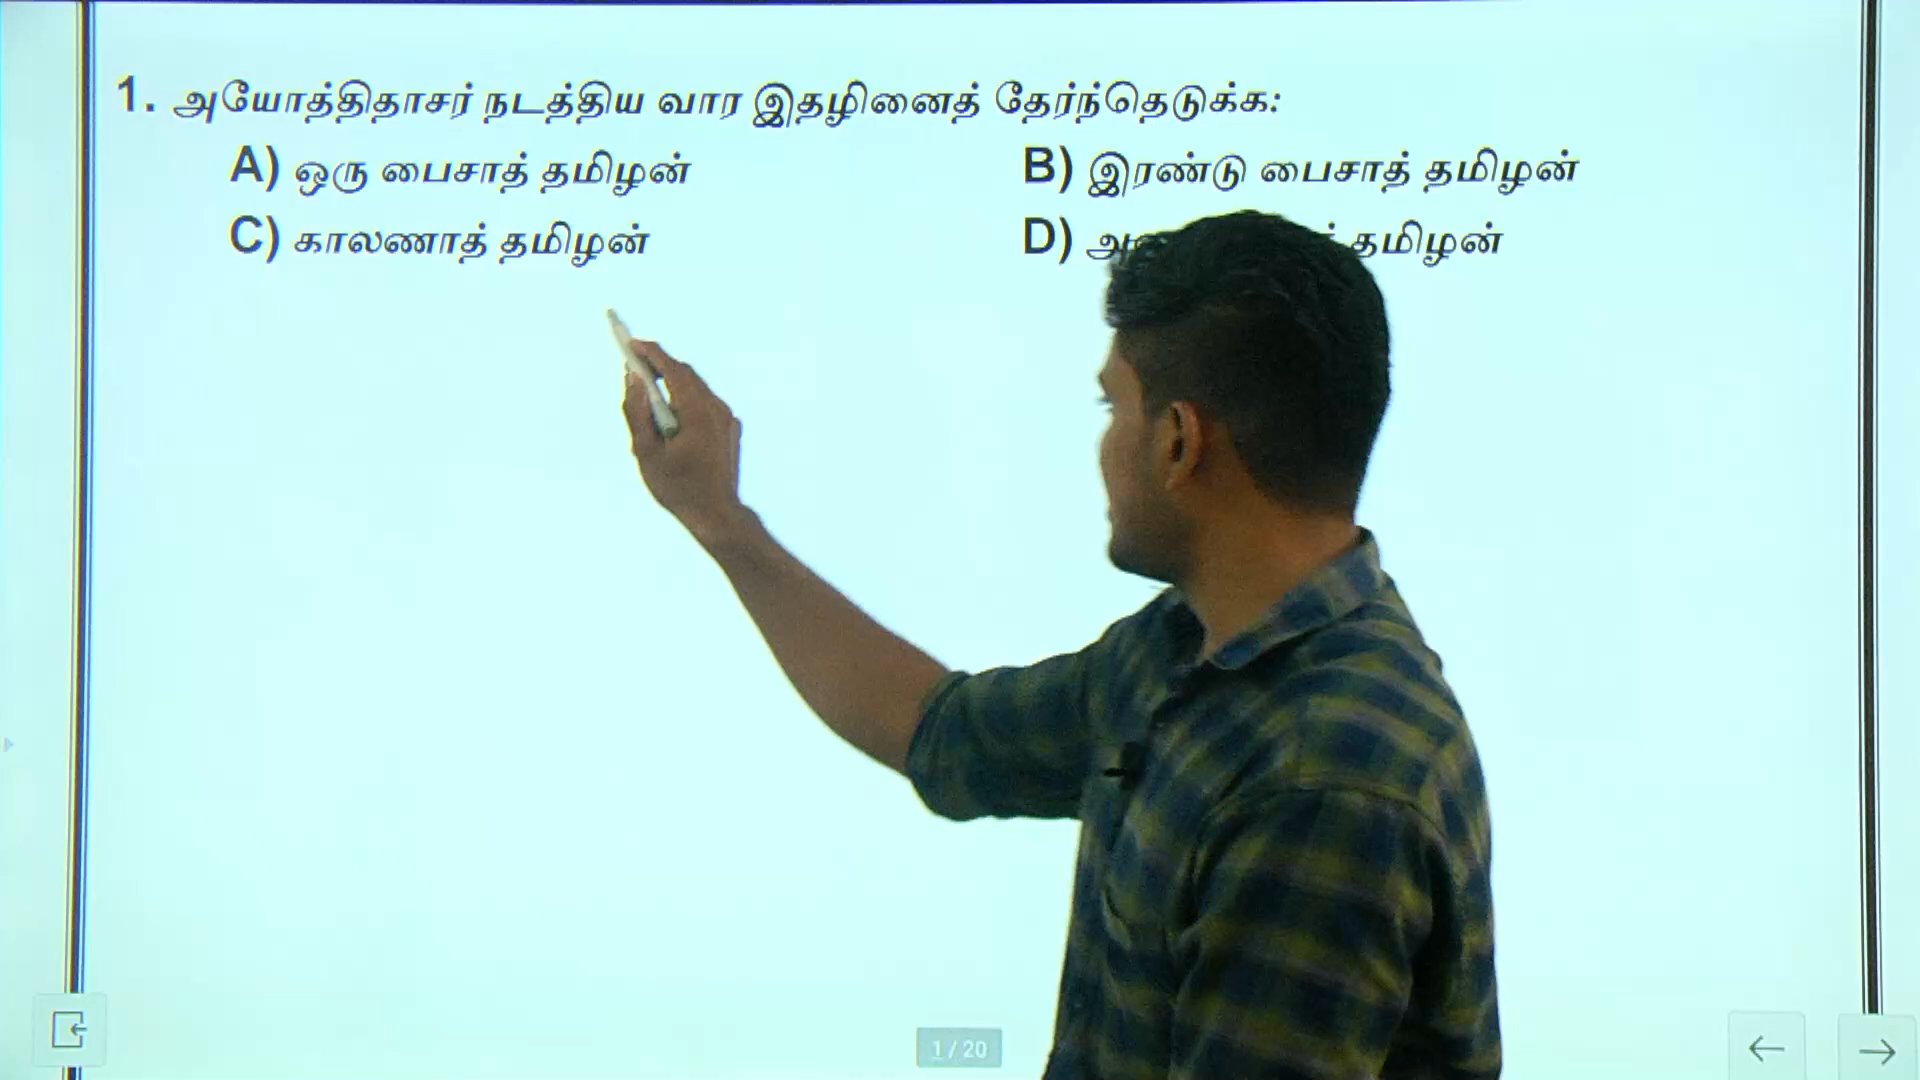 1. அயோத்திதாசர் நடத்திய வார இதழினைத் தேர்ந்தெடுக்க:
A) ஒரு பைசாத் தமிழன் B) இரண்டு பைசாத் தமிழன்
C) காலணாத் தமிழன் D) தமிழன்
1 / 20